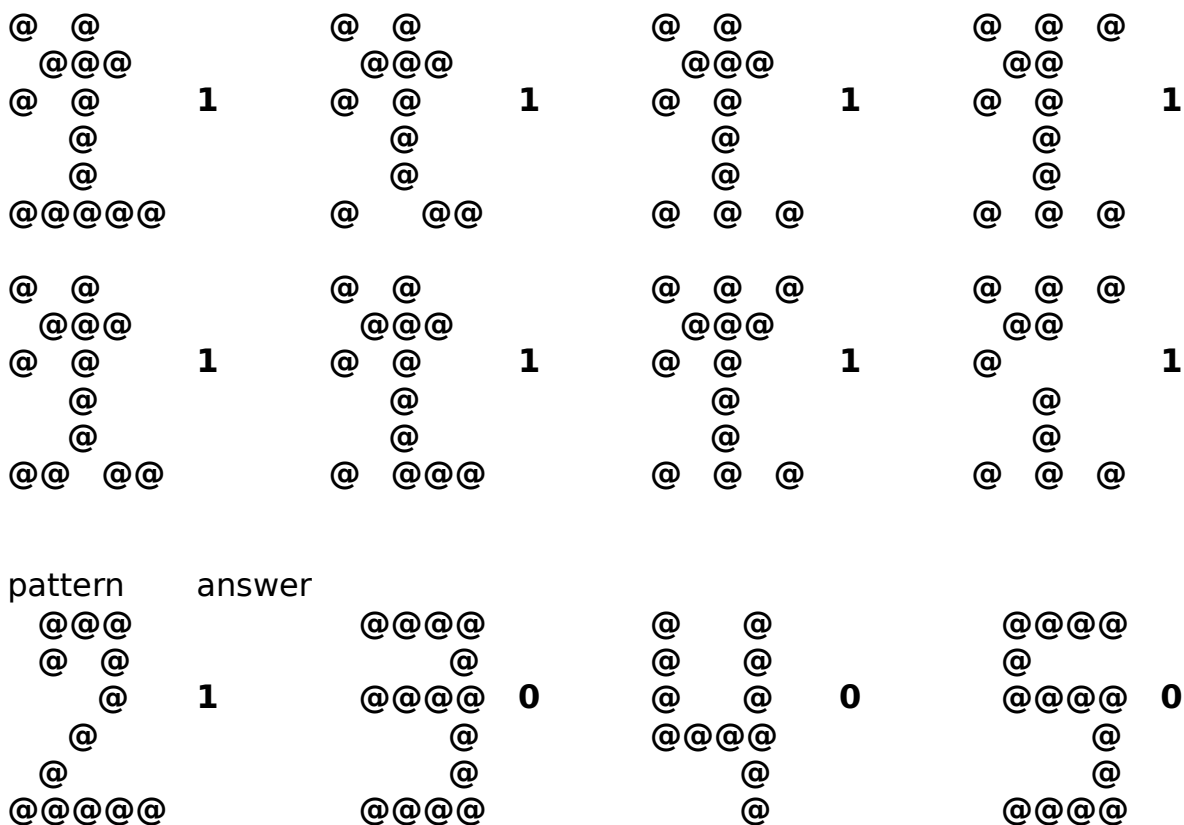 @  @          @  @          @  @          @  @  @
 @@@           @@@           @@@           @@
@  @     1    @  @     1    @  @     1    @  @     1
   @             @             @             @
   @             @             @             @
@@@@@         @   @@        @  @  @       @  @  @
@  @          @  @          @  @  @       @  @  @
 @@@           @@@           @@@           @@
@  @     1    @  @     1    @  @     1    @        1
   @             @             @             @
   @             @             @             @
@@ @@         @ @@@         @  @  @       @  @  @
pattern answer
 @@@           @@@@         @   @          @@@@
 @  @             @         @   @          @
    @    1     @@@@    0    @   @     0    @@@@    0
   @              @         @@@@              @
  @               @             @             @
@@@@@          @@@@             @          @@@@